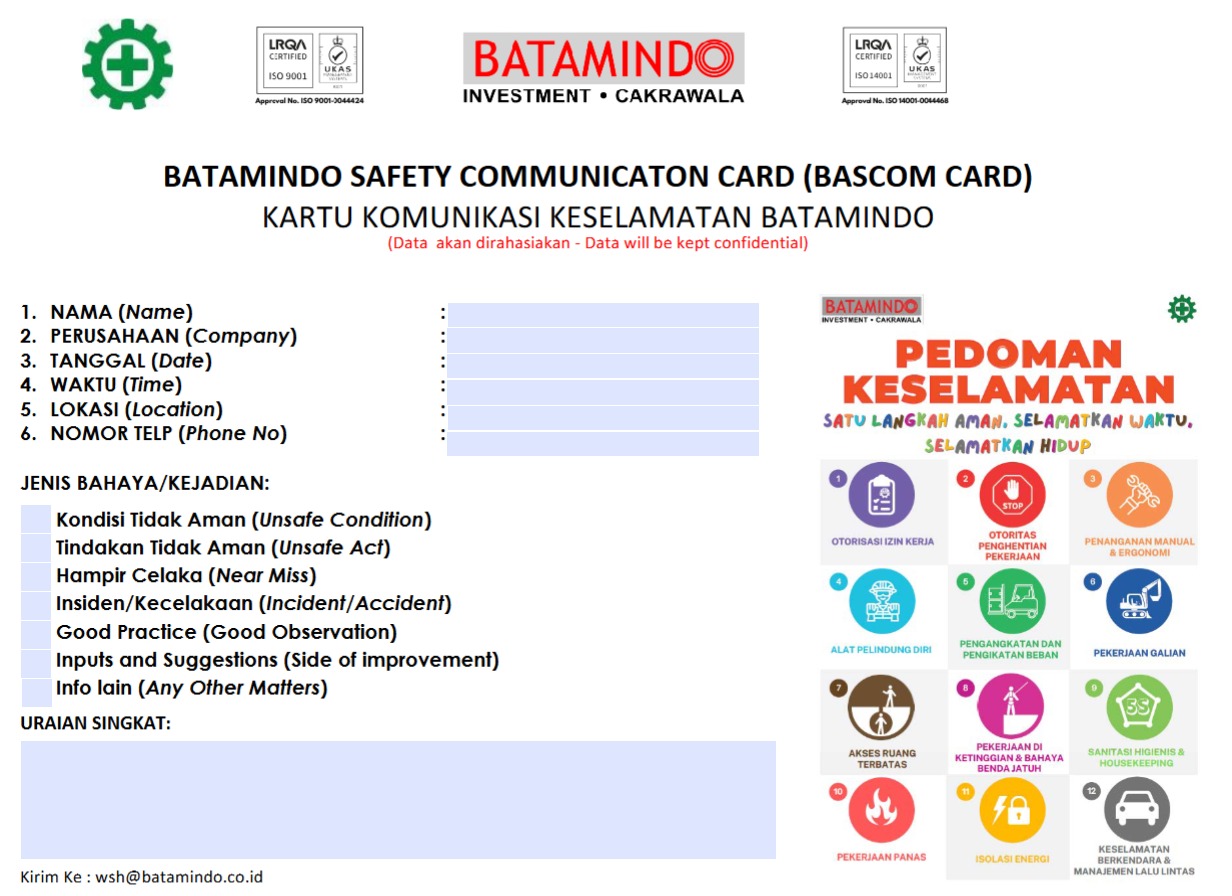 LRQA
CERTIFIED
ISO 9001
UKAS
MANAGEMENT
SYSTEMS
Approval No. ISO 9001-0044424
BATAMINDO
INVESTMENT • CAKRAWALA
LRQA
CERTIFIED
ISO 14001
UKAS
MANAGEMENT
SYSTEMS
Approval No. ISO 14001-0044468
BATAMINDO SAFETY COMMUNICATON CARD (BASCOM CARD)
KARTU KOMUNIKASI KESELAMATAN BATAMINDO
(Data akan dirahasiakan - Data will be kept confidential)
1. NAMA (Name) :
2. PERUSAHAAN (Company) :
3. TANGGAL (Date) :
4. WAKTU (Time) :
5. LOKASI (Location) :
6. NOMOR TELP (Phone No) :
JENIS BAHAYA/KEJADIAN:
Kondisi Tidak Aman (Unsafe Condition)
Tindakan Tidak Aman (Unsafe Act)
Hampir Celaka (Near Miss)
Insiden/Kecelakaan (Incident/Accident)
Good Practice (Good Observation)
Inputs and Suggestions (Side of improvement)
Info lain (Any Other Matters)
URAIAN SINGKAT:
Kirim Ke : wsh@batamindo.co.id
BATAMINDO
INVESTMENT • CAKRAWALA
PEDOMAN
KESELAMATAN
SATU LANGKAH AMAN, SELAMATKAN WAKTU,
SELAMATKAN HIDUP
1
OTORISASI IZIN KERJA
2
STOP
OTORITAS
PENGHENTIAN
PEKERJAAN
3
PENANGANAN MANUAL
& ERGONOMI
4
ALAT PELINDUNG DIRI
5
PENGANGKATAN DAN
PENGIKATAN BEBAN
6
PEKERJAAN GALIAN
7
AKSES RUANG
TERBATAS
8
PEKERJAAN DI
KETINGGIAN & BAHAYA
BENDA JATUH
9
5S
SANITASI HIGIENIS &
HOUSEKEEPING
10
PEKERJAAN PANAS
11
ISOLASI ENERGI
12
KESELAMATAN
BERKENDARA &
MANAJEMEN LALU LINTAS